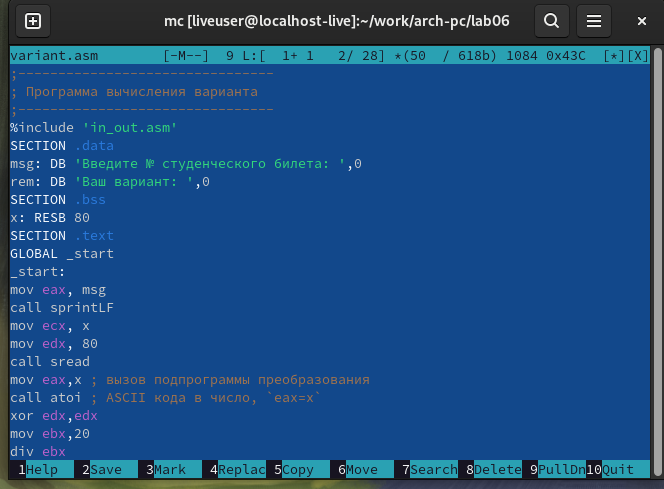 mc [liveuser@localhost-live]:~/work/arch-pc/lab06
variant.asm [-M--] 9 L:[ 1+ 1 2/ 28] *(50 / 618b) 1084 0x43C [*][X]
;--------------------------------
; Программа вычисления варианта
;--------------------------------
%include 'in_out.asm'
SECTION .data
msg: DB 'Введите № студенческого билета: ',0
rem: DB 'Ваш вариант: ',0
SECTION .bss
x: RESB 80
SECTION .text
GLOBAL _start
_start:
mov eax, msg
call sprintLF
mov ecx, x
mov edx, 80
call sread
mov eax,x ; вызов подпрограммы преобразования
call atoi ; ASCII кода в число, `eax=x`
xor edx,edx
mov ebx,20
div ebx
1Help 2Save 3Mark 4Replac 5Copy 6Move 7Search 8Delete 9PullDn 10Quit